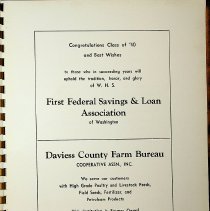 Congratulations Class of '40
and Best Wishes
to those who in succeeding years will
uphold the tradition, honor, and glory
of W. H. S.
First Federal Savings & Loan
Association
of Washington
Daviess County Farm Bureau
COOPERATIVE ASSN., INC.
We serve our customers
with High Grade Poultry and Livestock Feeds,
Field Seeds, Fertilizer, and
Petroleum Products